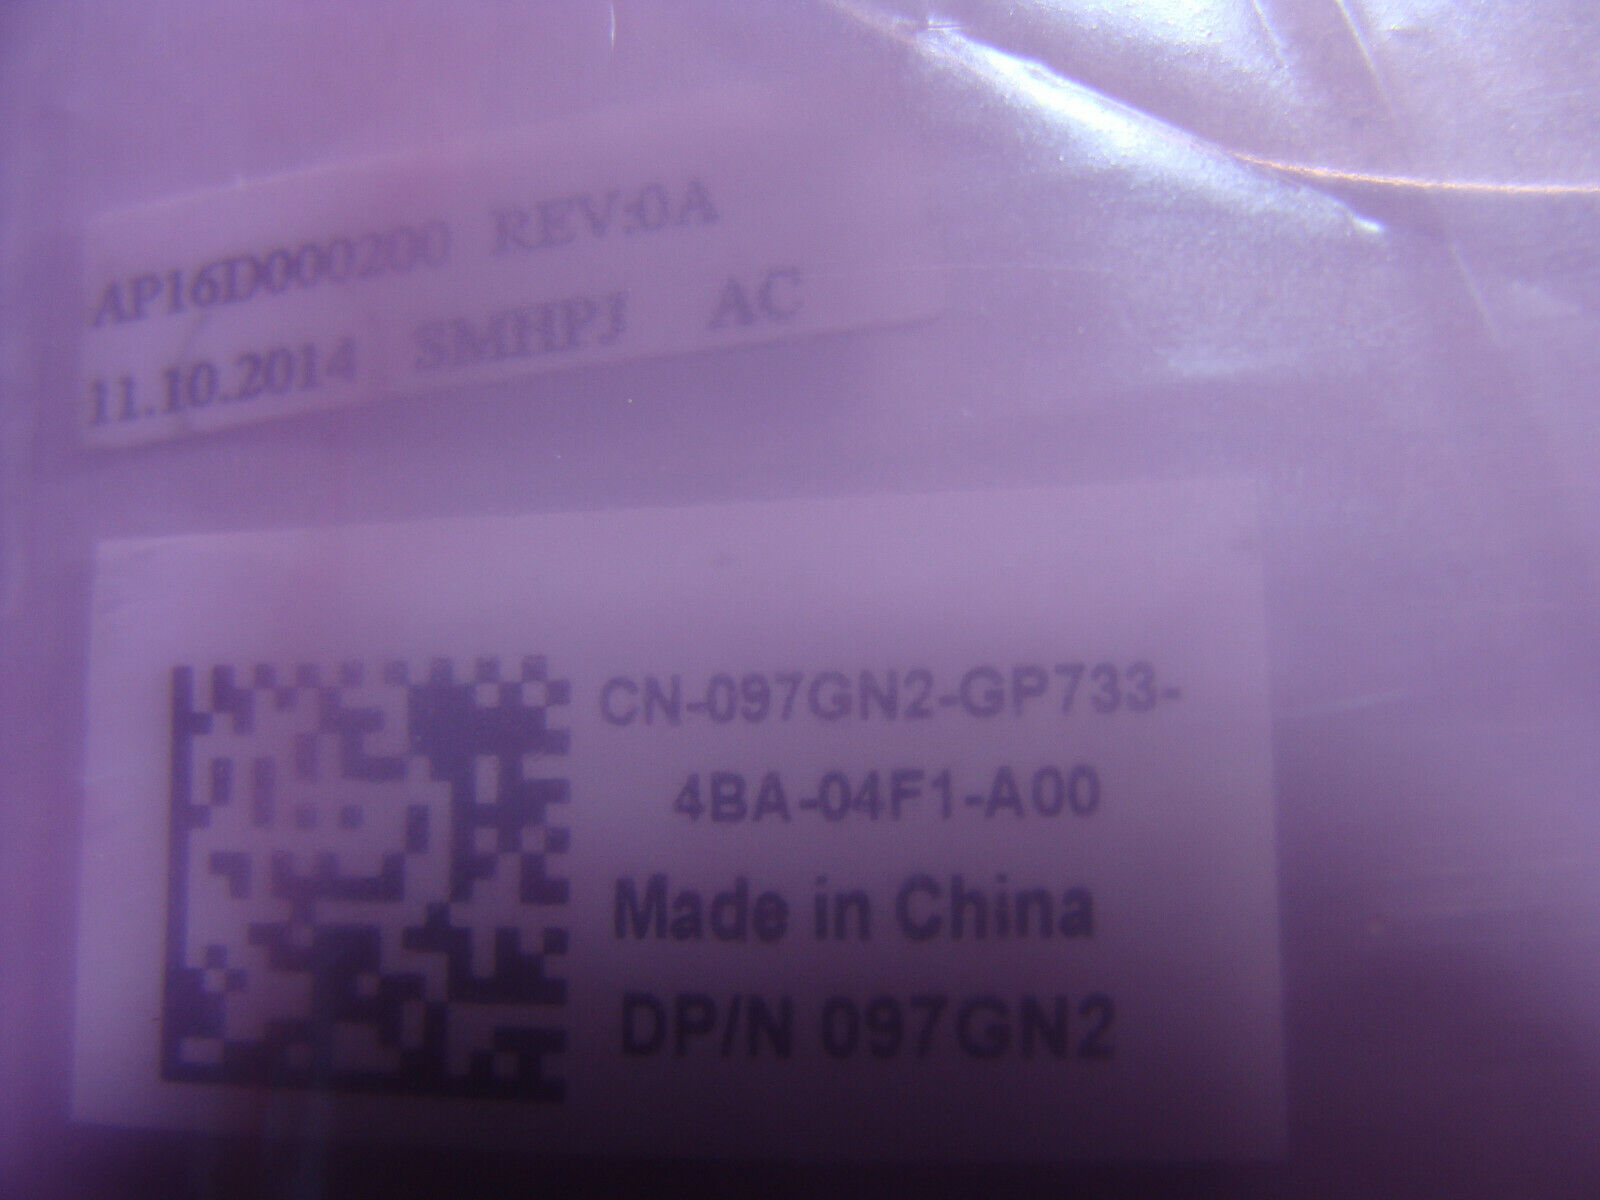 AP16D000200 REV:0A
11.10.2014 SMHPJ AC
CN-097GN2-GP733-
4BA-04F1-A00
Made in China
DP/N 097GN2